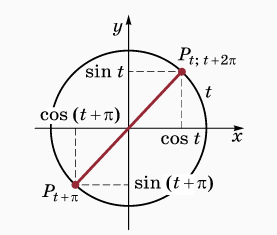 y
P_{t; t+2π}
sin t
t
cos (t+π)
cos t
x
P_{t+π}
sin (t+π)